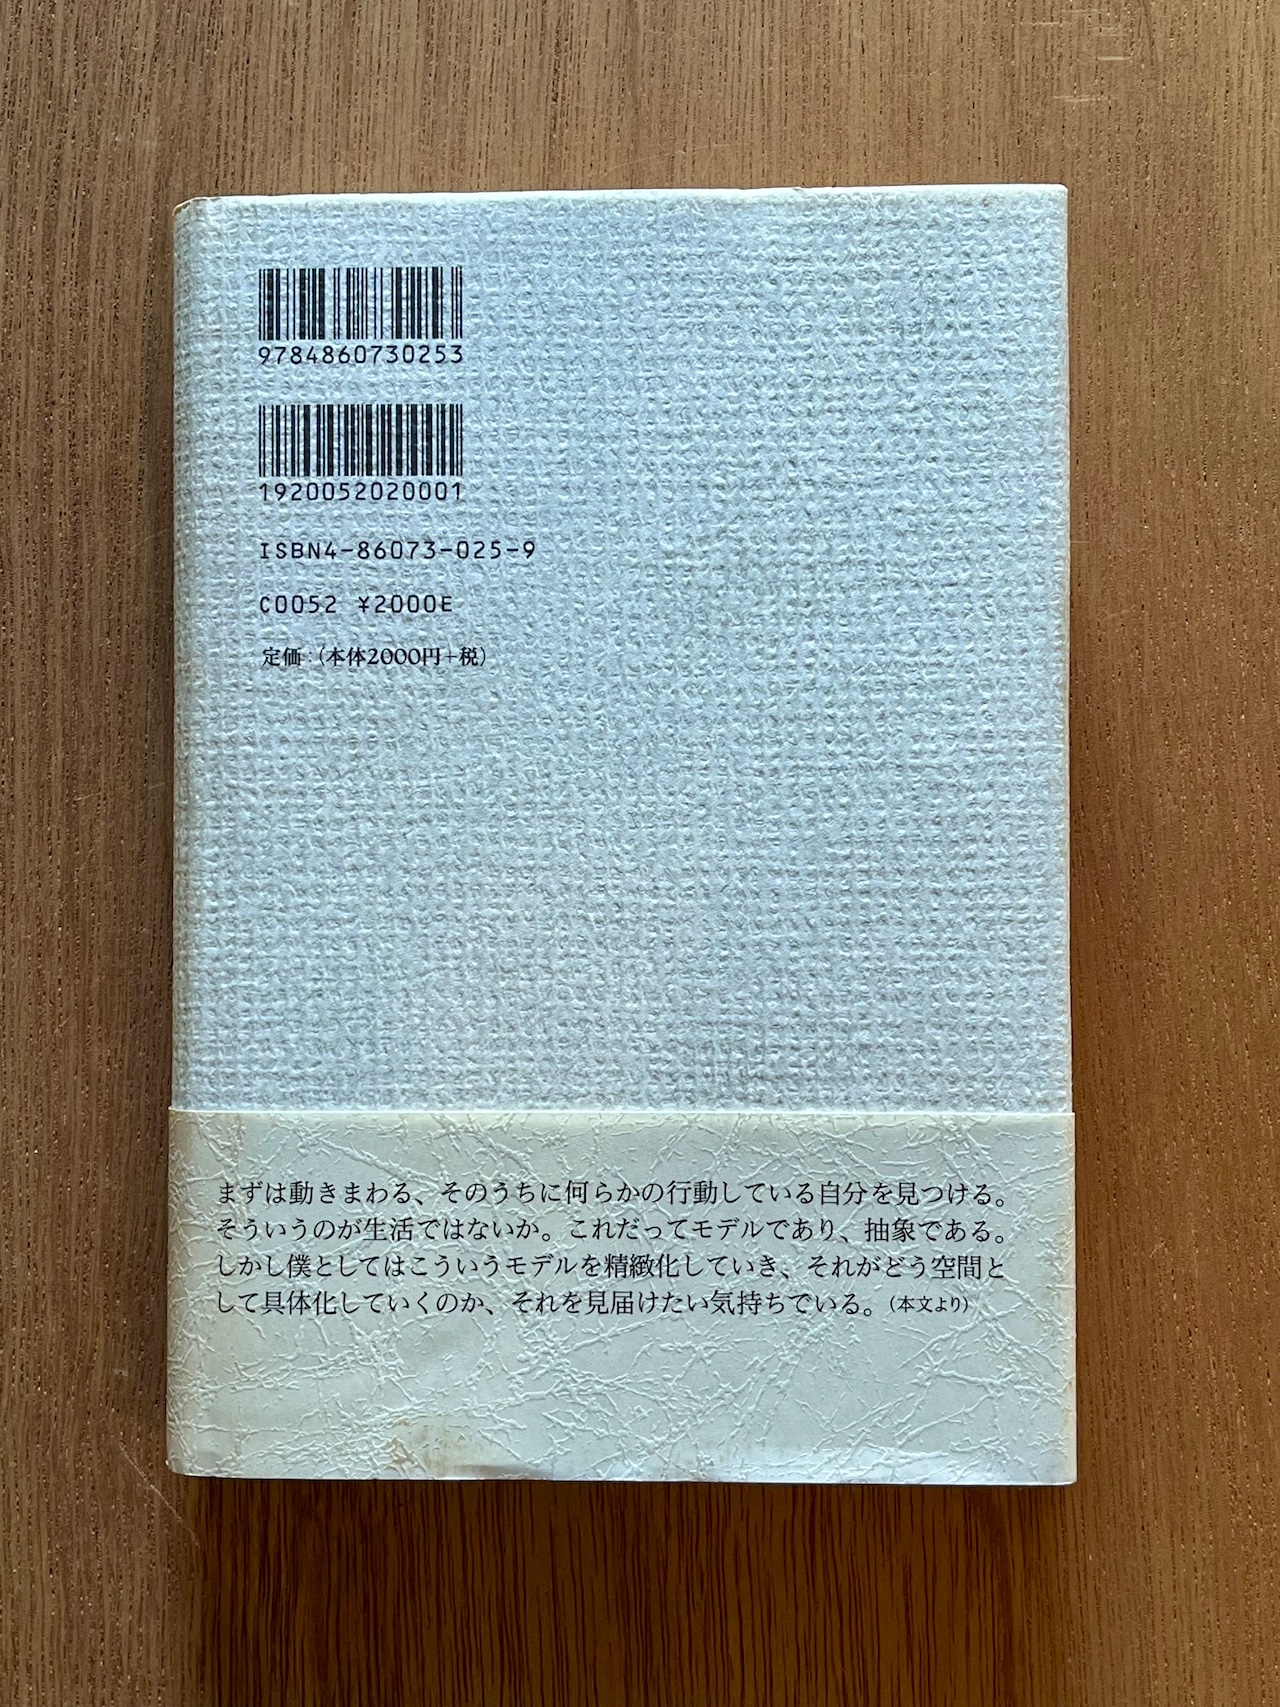 9784860730253
1920052020001
ISBN4-86073-025-9
C0052 ¥2000E
定価:(本体2000円+税)
まずは動きまわる、そのうちに何らかの行動している自分を見つける。
そういうのが生活ではないか。これだってモデルであり、抽象である。
しかし僕としてはこういうモデルを精緻化していき、それがどう空間と
して具体化していくのか、それを見届けたい気持ちでいる。(本文より)